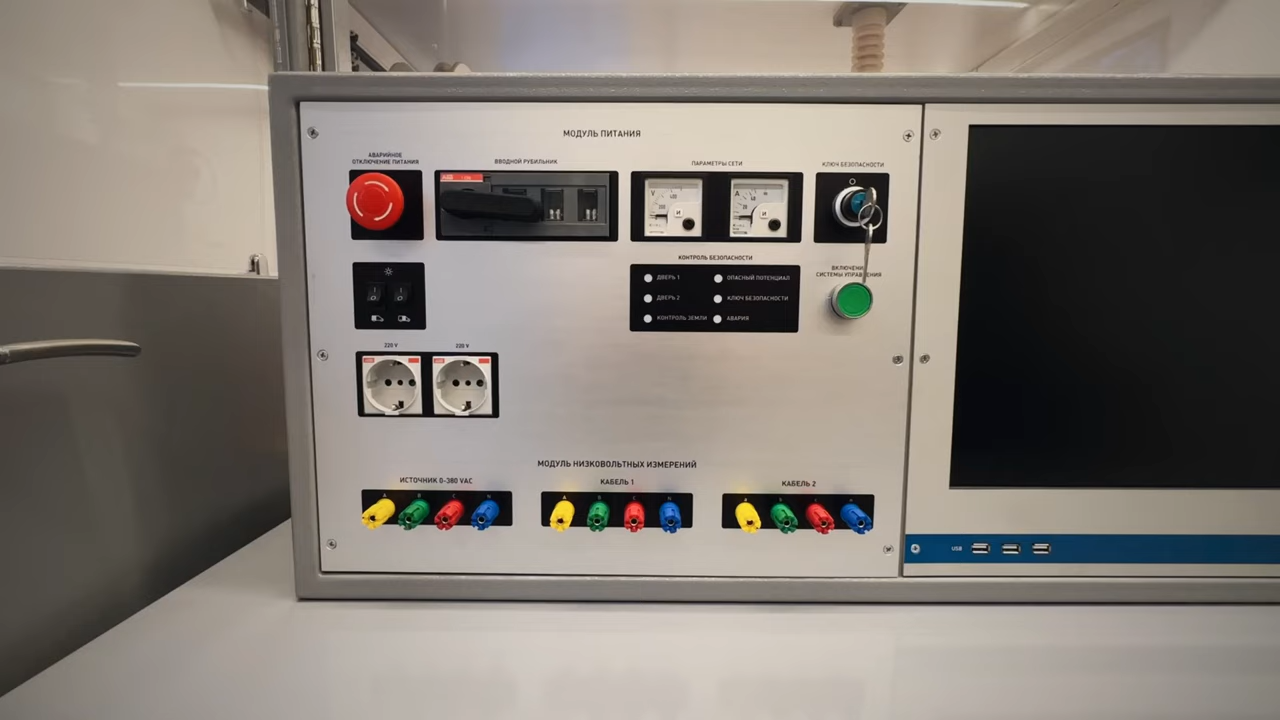 МОДУЛЬ ПИТАНИЯ
АВАРИЙНОЕ
ОТКЛЮЧЕНИЕ ПИТАНИЯ
ВВОДНОЙ РУБИЛЬНИК
ПАРАМЕТРЫ СЕТИ
КЛЮЧ БЕЗОПАСНОСТИ
ABB
V
A
КОНТРОЛЬ БЕЗОПАСНОСТИ
ДВЕРЬ 1
ОПАСНЫЙ ПОТЕНЦИАЛ
ДВЕРЬ 2
КЛЮЧ БЕЗОПАСНОСТИ
КОНТРОЛЬ ЗЕМЛИ
АВАРИЯ
СИСТЕМЫ УПРАВЛЕНИЯ
220 V
220 V
МОДУЛЬ НИЗКОВОЛЬТНЫХ ИЗМЕРЕНИЙ
ИСТОЧНИК 0-380 VAC
КАБЕЛЬ 1
КАБЕЛЬ 2
A B C N
A B C N
USB